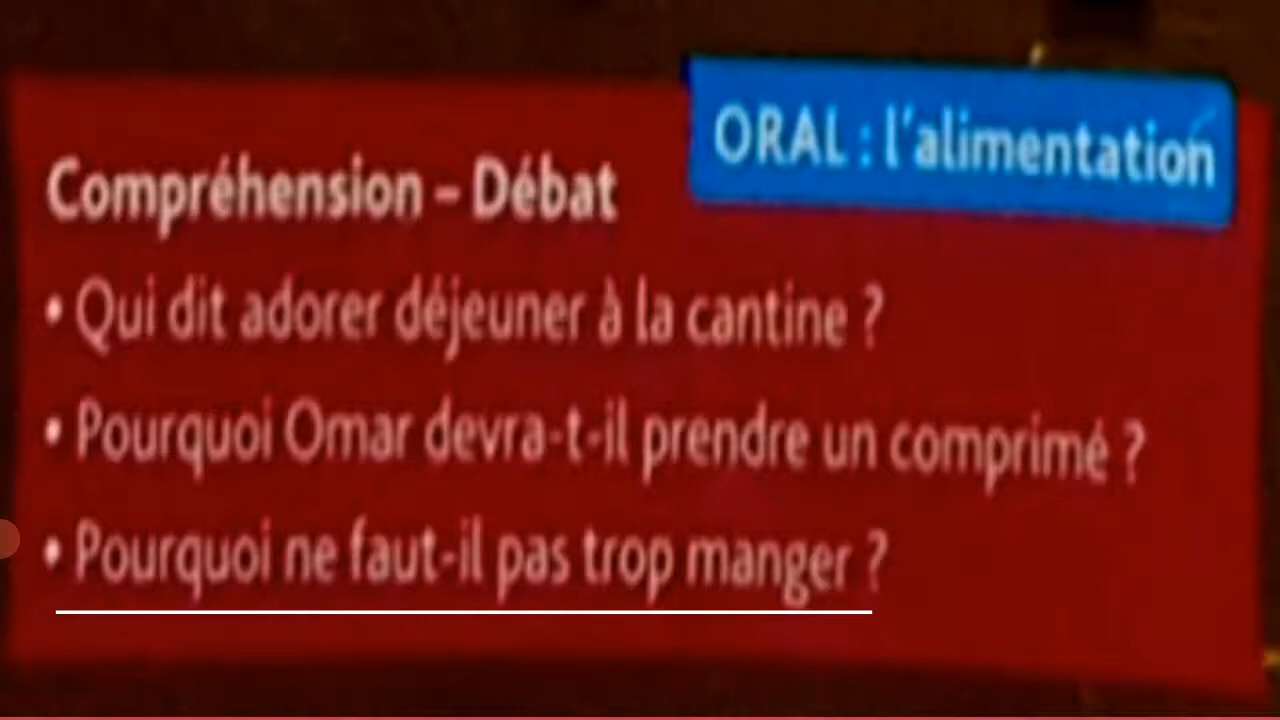 ORAL : l'alimentation
Compréhension – Débat
• Qui dit adorer déjeuner à la cantine ?
• Pourquoi Omar devra-t-il prendre un comprimé ?
• Pourquoi ne faut-il pas trop manger ?